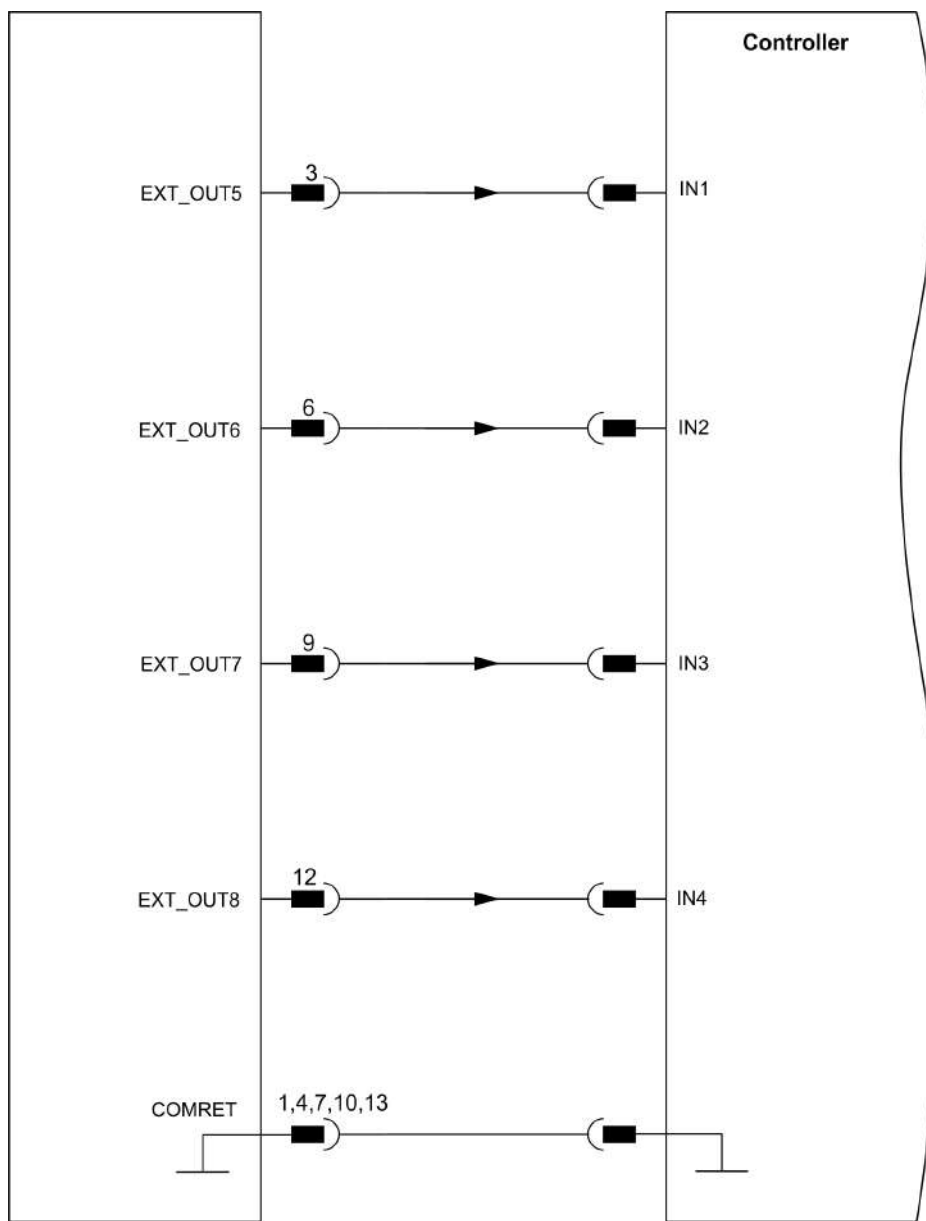 Controller
3
EXT_OUT5
IN1
6
EXT_OUT6
IN2
9
EXT_OUT7
IN3
12
EXT_OUT8
IN4
1,4,7,10,13
COMRET